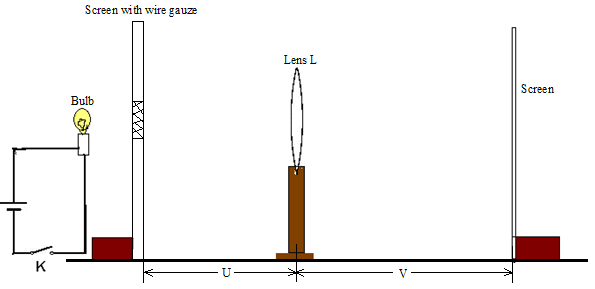 Screen with wire gauze
Lens L
Bulb
Screen
K
U
V